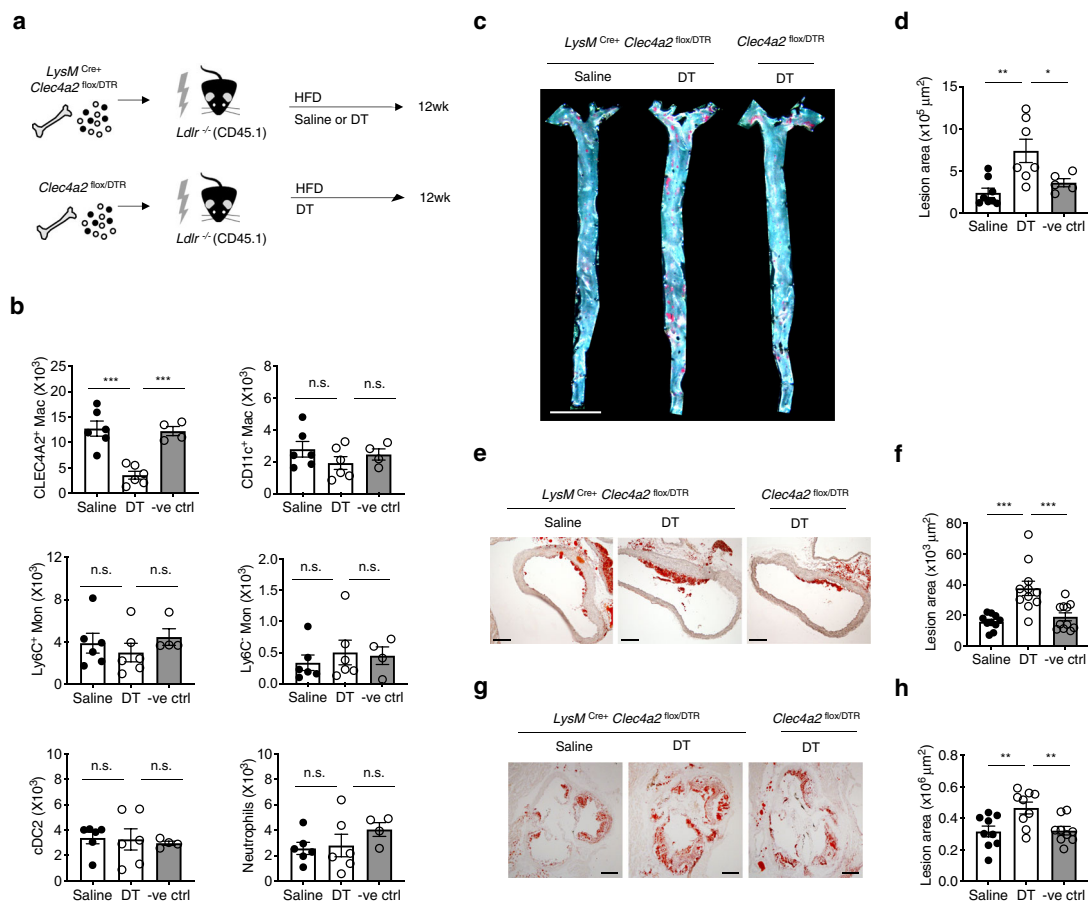 a
LysM Cre+
Clec4a2 flox/DTR
Ldlr -/- (CD45.1)
HFD
Saline or DT
12wk
Clec4a2 flox/DTR
Ldlr -/- (CD45.1)
HFD
DT
12wk
b
CLEC4A2+ Mac (X10³)
20
15
10
5
0
***
***
Saline
DT
-ve ctrl
CD11c+ Mac (X10³)
8
6
4
2
0
n.s.
n.s.
Saline
DT
-ve ctrl
Ly6C+ Mon (X10³)
12
8
4
0
n.s.
n.s.
Saline
DT
-ve ctrl
Ly6C- Mon (X10³)
2.0
1.5
1.0
0.5
0.0
n.s.
n.s.
Saline
DT
-ve ctrl
cDC2 (X10³)
10
8
6
4
2
0
n.s.
n.s.
Saline
DT
-ve ctrl
Neutrophils (X10³)
10
8
6
4
2
0
n.s.
n.s.
Saline
DT
-ve ctrl
c
LysM Cre+ Clec4a2 flox/DTR
Clec4a2 flox/DTR
Saline
DT
DT
d
Lesion area (x10⁵ µm²)
15
10
5
0
**
*
Saline
DT
-ve ctrl
e
LysM Cre+ Clec4a2 flox/DTR
Clec4a2 flox/DTR
Saline
DT
DT
f
Lesion area (x10³ µm²)
80
60
40
20
0
***
***
Saline
DT
-ve ctrl
g
LysM Cre+ Clec4a2 flox/DTR
Clec4a2 flox/DTR
Saline
DT
DT
h
Lesion area (x10⁶ µm²)
0.8
0.6
0.4
0.2
0.0
**
**
Saline
DT
-ve ctrl